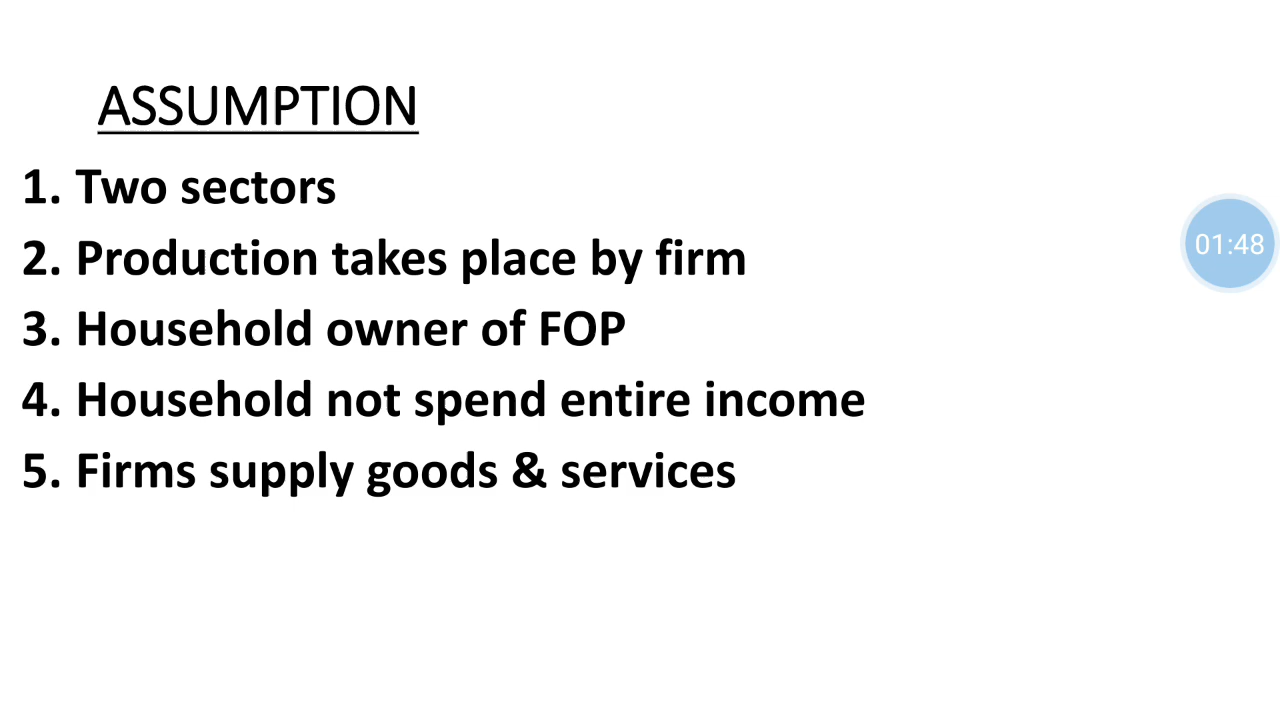 ASSUMPTION
1. Two sectors
2. Production takes place by firm
3. Household owner of FOP
4. Household not spend entire income
5. Firms supply goods & services
01:48